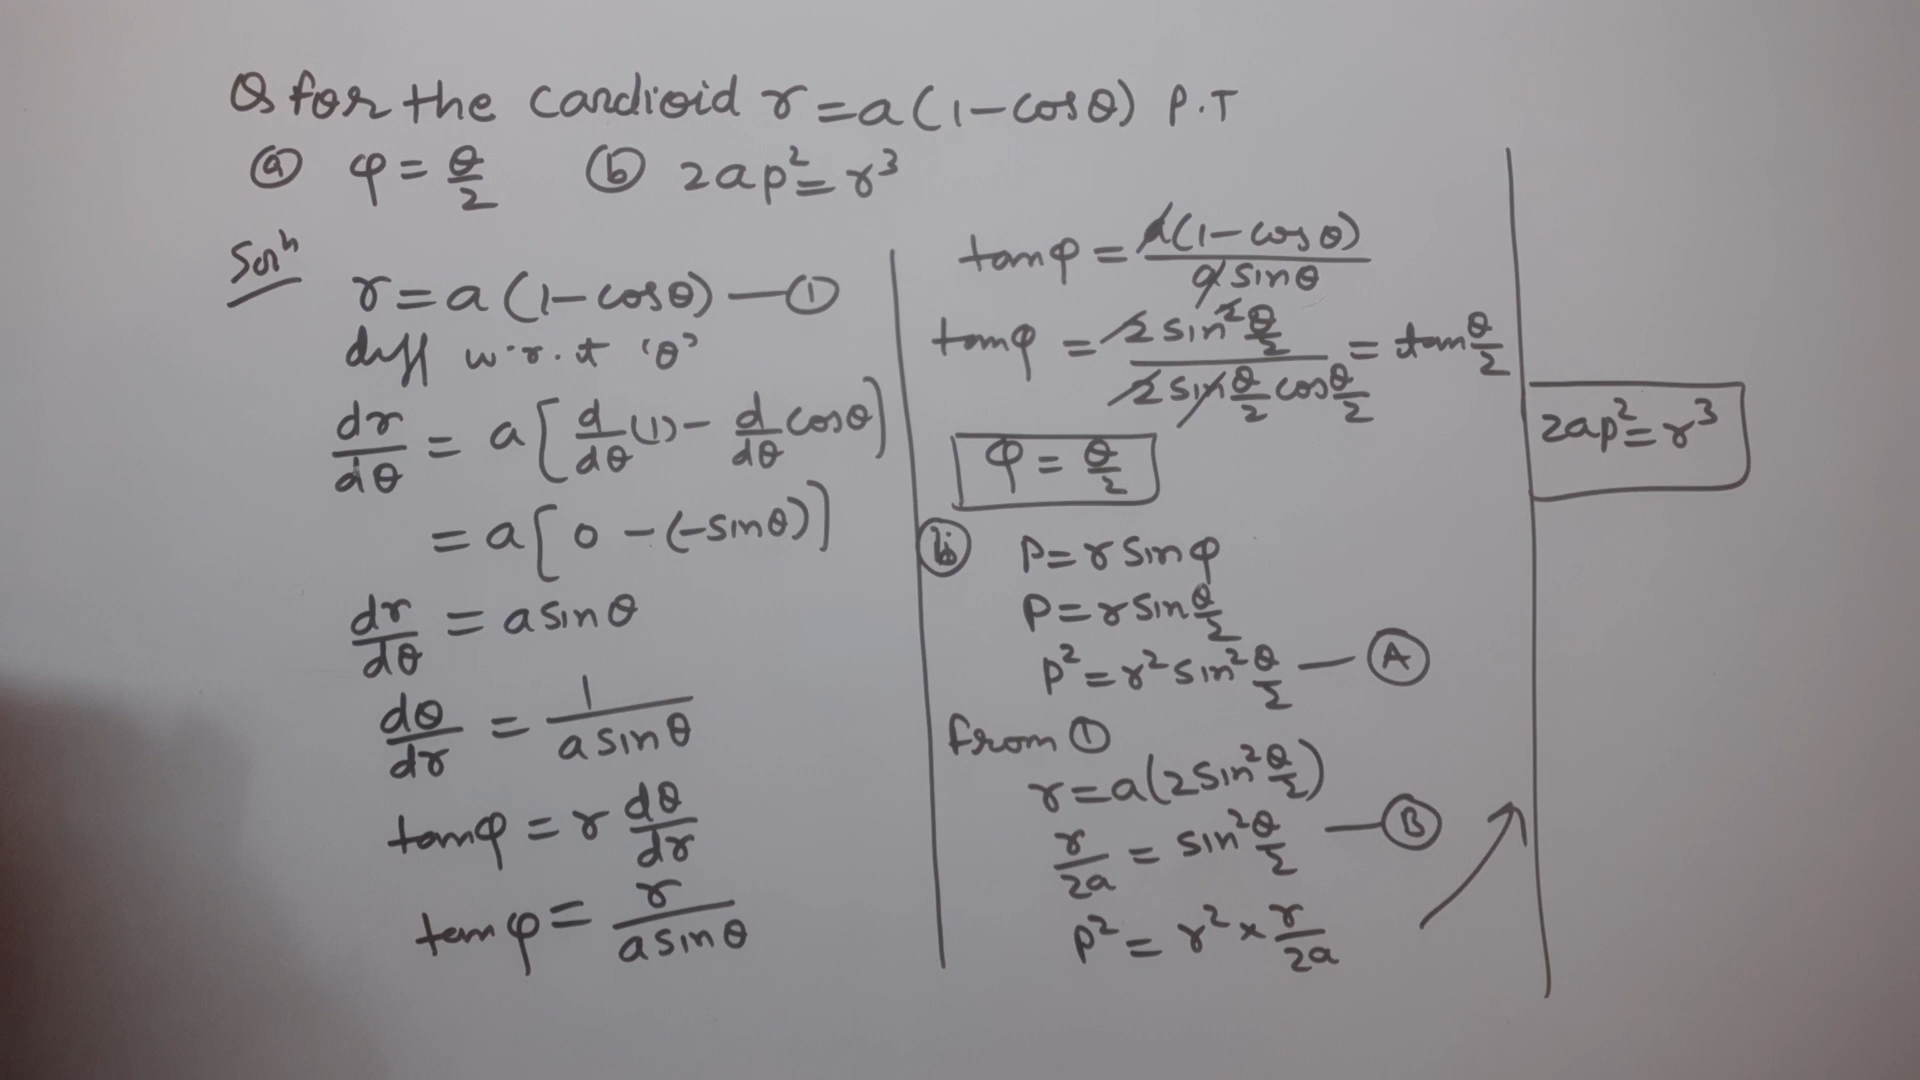 Q for the cardioid r = a(1-cosθ) P.T
ⓐ φ = θ/2 ⓑ 2ap² = r³
Solⁿ
r = a(1-cosθ) —①
diff w.r.t 'θ'
dr/dθ = a[d/dθ(1) - d/dθ cosθ]
= a[0 - (-sinθ)]
dr/dθ = a sinθ
dθ/dr = 1/(a sinθ)
tanφ = r dθ/dr
tanφ = r/(a sinθ)
tanφ = a(1-cosθ)/(a sinθ)
tanφ = 2 sin² θ/2 / (2 sin θ/2 cos θ/2) = tan θ/2
φ = θ/2
P = r sinφ
P = r sin θ/2
P² = r² sin² θ/2 — Ⓐ
from ①
r = a(2 sin² θ/2)
r/2a = sin² θ/2 — Ⓑ
P² = r² × r/2a
2ap² = r³